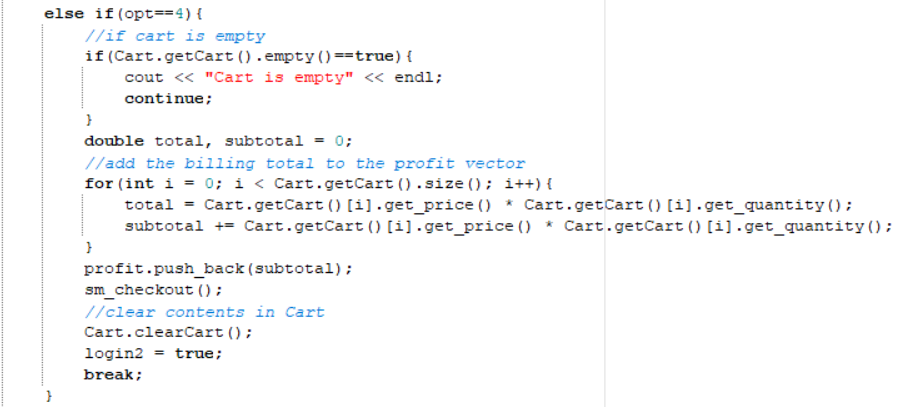 else if(opt==4){
//if cart is empty
if(Cart.getCart().empty()==true){
cout << "Cart is empty" << endl;
continue;
}
double total, subtotal = 0;
//add the billing total to the profit vector
for(int i = 0; i < Cart.getCart().size(); i++){
total = Cart.getCart()[i].get_price() * Cart.getCart()[i].get_quantity();
subtotal += Cart.getCart()[i].get_price() * Cart.getCart()[i].get_quantity();
}
profit.push_back(subtotal);
sm_checkout();
//clear contents in Cart
Cart.clearCart();
login2 = true;
break;
}